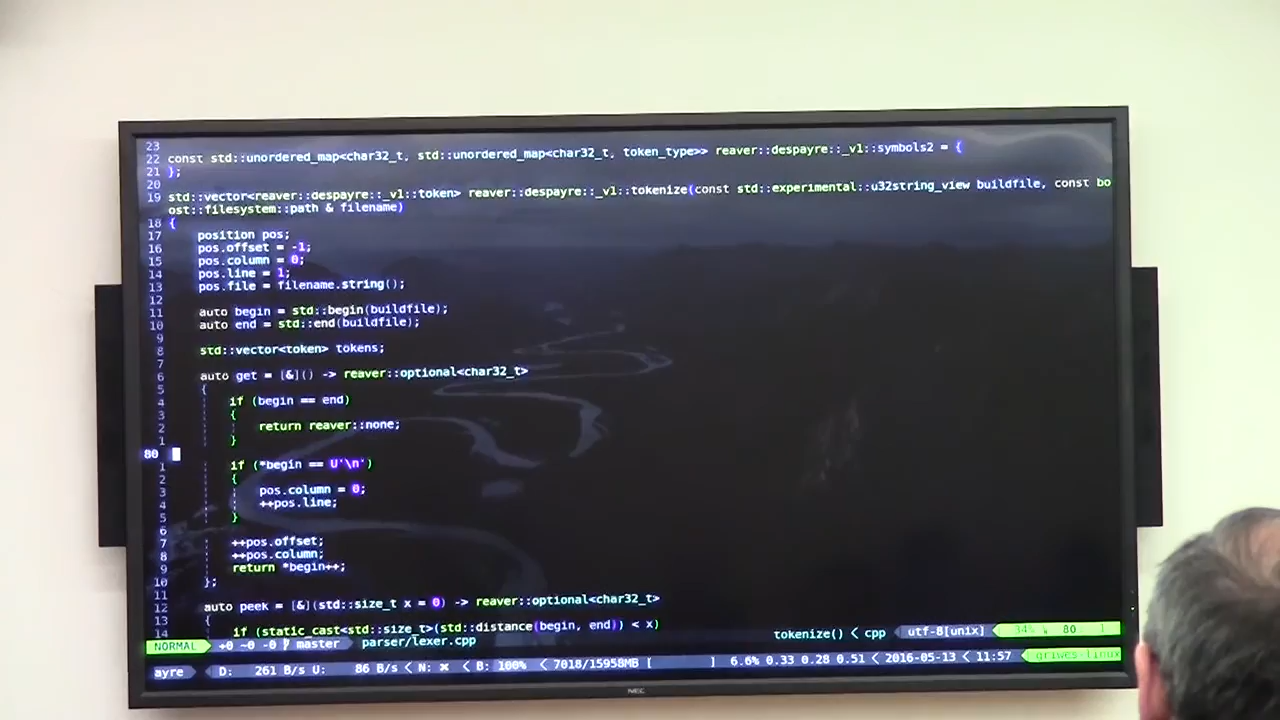 23
22 const std::unordered_map<char32_t, std::unordered_map<char32_t, token_type>> reaver::despayre::_v1::symbols2 = {
21 };
20
19 std::vector<reaver::despayre::_v1::token> reaver::despayre::_v1::tokenize(const std::experimental::u32string_view buildfile, const bo
ost::filesystem::path & filename)
18 {
17 position pos;
16 pos.offset = -1;
15 pos.column = 0;
14 pos.line = 1;
13 pos.file = filename.string();
12
11 auto begin = std::begin(buildfile);
10 auto end = std::end(buildfile);
9
8 std::vector<token> tokens;
7
6 auto get = [&]() -> reaver::optional<char32_t>
5 {
4 if (begin == end)
3 {
2 return reaver::none;
1 }
80
1 if (*begin == U'\n')
2 {
3 pos.column = 0;
4 ++pos.line;
5 }
6
7 ++pos.offset;
8 ++pos.column;
9 return *begin++;
10 };
11
12 auto peek = [&](std::size_t x = 0) -> reaver::optional<char32_t>
13 {
14 if (static_cast<std::size_t>(std::distance(begin, end)) < x)
NORMAL +0 ~0 -0 master parser/lexer.cpp tokenize() < cpp utf-8[unix] 34% 80
ayre D: 261 B/s U: 86 B/s < N: < B: 100% < 7018/15958MB [ ] 6.6% 0.33 0.28 0.51 < 2016-05-13 < 11:57 griwes-linux
NEC